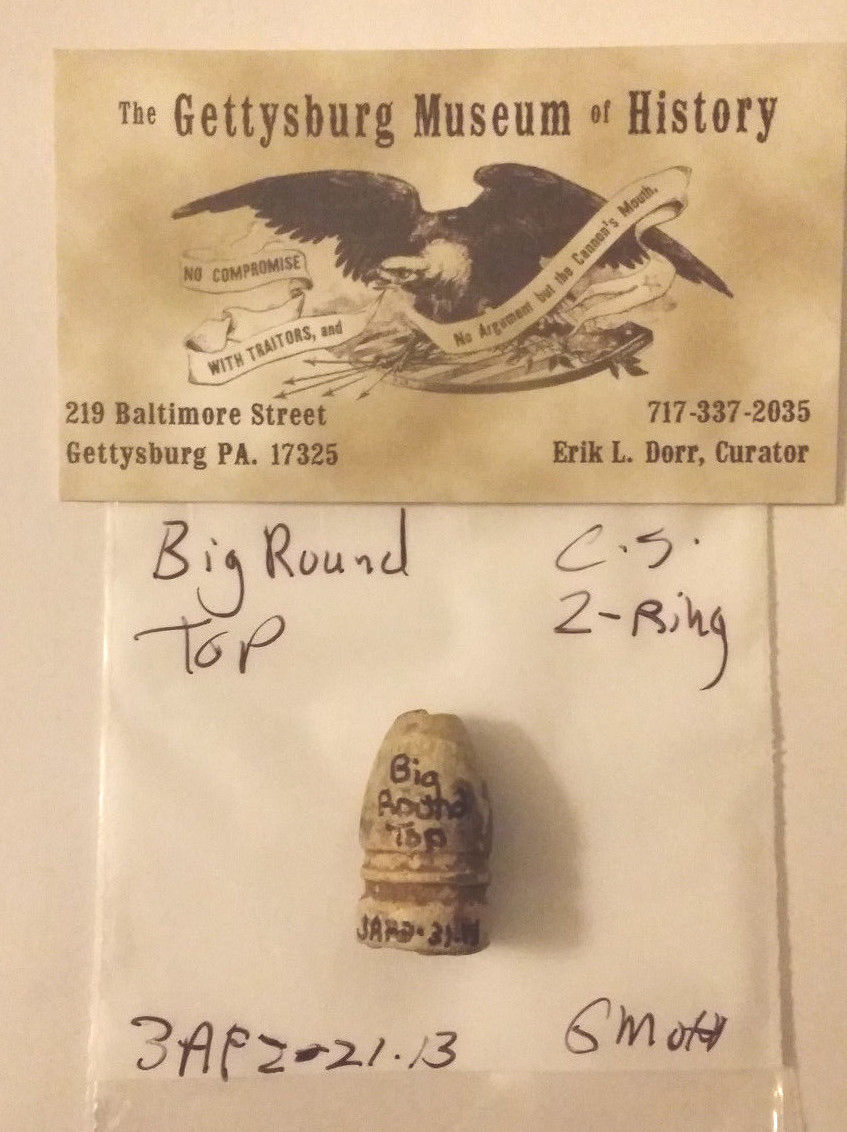 The Gettysburg Museum of History
NO COMPROMISE
WITH TRAITORS, and
No Argument but the Cannon's Mouth.
219 Baltimore Street
Gettysburg PA. 17325
717-337-2035
Erik L. Dorr, Curator
Big Round
Top
C.S.
2-Ring
Big
Round
Top
3AP2-21.13
GMOH